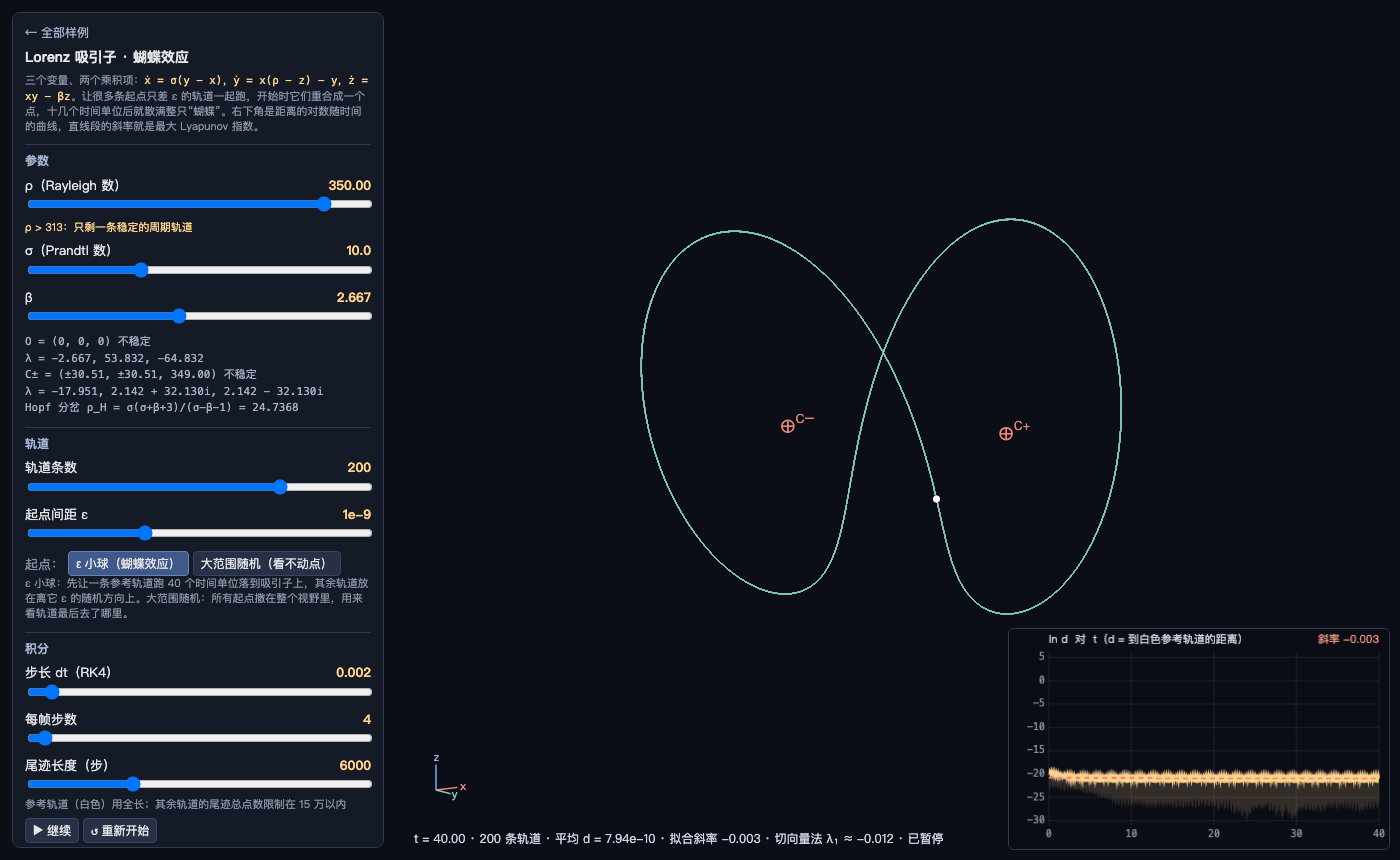 ← 全部样例
Lorenz 吸引子 · 蝴蝶效应
三个变量、两个乘积项：ẋ = σ(y − x), ẏ = x(ρ − z) − y, ż =
xy − βz。让很多条起点只差 ε 的轨道一起跑，开始时它们重合成一个
点，十几个时间单位后就散满整只“蝴蝶”。右下角是距离的对数随时间
的曲线，直线段的斜率就是最大 Lyapunov 指数。
参数
ρ（Rayleigh 数） 350.00
ρ > 313：只剩一条稳定的周期轨道
σ（Prandtl 数） 10.0
β 2.667
O = (0, 0, 0) 不稳定
λ = −2.667, 53.832, −64.832
C± = (±30.51, ±30.51, 349.00) 不稳定
λ = −17.951, 2.142 + 32.130i, 2.142 − 32.130i
Hopf 分岔 ρ_H = σ(σ+β+3)/(σ−β−1) = 24.7368
轨道
轨道条数 200
起点间距 ε 1e−9
起点： ε 小球（蝴蝶效应） 大范围随机（看不动点）
ε 小球：先让一条参考轨道跑 40 个时间单位落到吸引子上，其余轨道放
在离它 ε 的随机方向上。大范围随机：所有起点撒在整个视野里，用来
看轨道最后去了哪里。
积分
步长 dt（RK4） 0.002
每帧步数 4
尾迹长度（步） 6000
参考轨道（白色）用全长；其余轨道的尾迹总点数限制在 15 万以内
▶ 继续 ↺ 重新开始
C−
C+
z
x
y
t = 40.00 · 200 条轨道 · 平均 d = 7.94e−10 · 拟合斜率 −0.003 · 切向量法 λ₁ ≈ −0.012 · 已暂停
ln d 对 t（d = 到白色参考轨道的距离） 斜率 −0.003
5
0
−5
−10
−15
−20
−25
−30
0 10 20 30 40